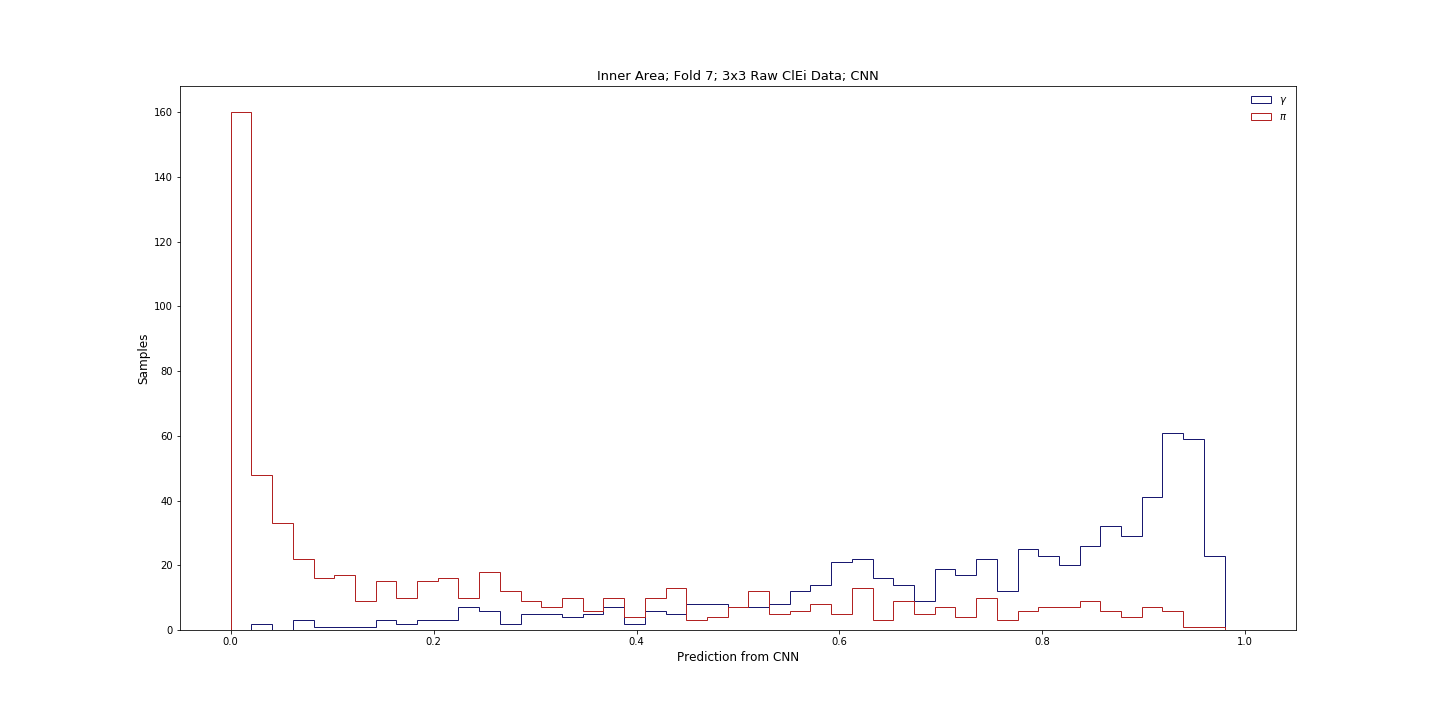 Inner Area; Fold 7; 3x3 Raw ClEi Data; CNN
γ
π
160
140
120
100
80
60
40
20
0
Samples
0.0 0.2 0.4 0.6 0.8 1.0
Prediction from CNN